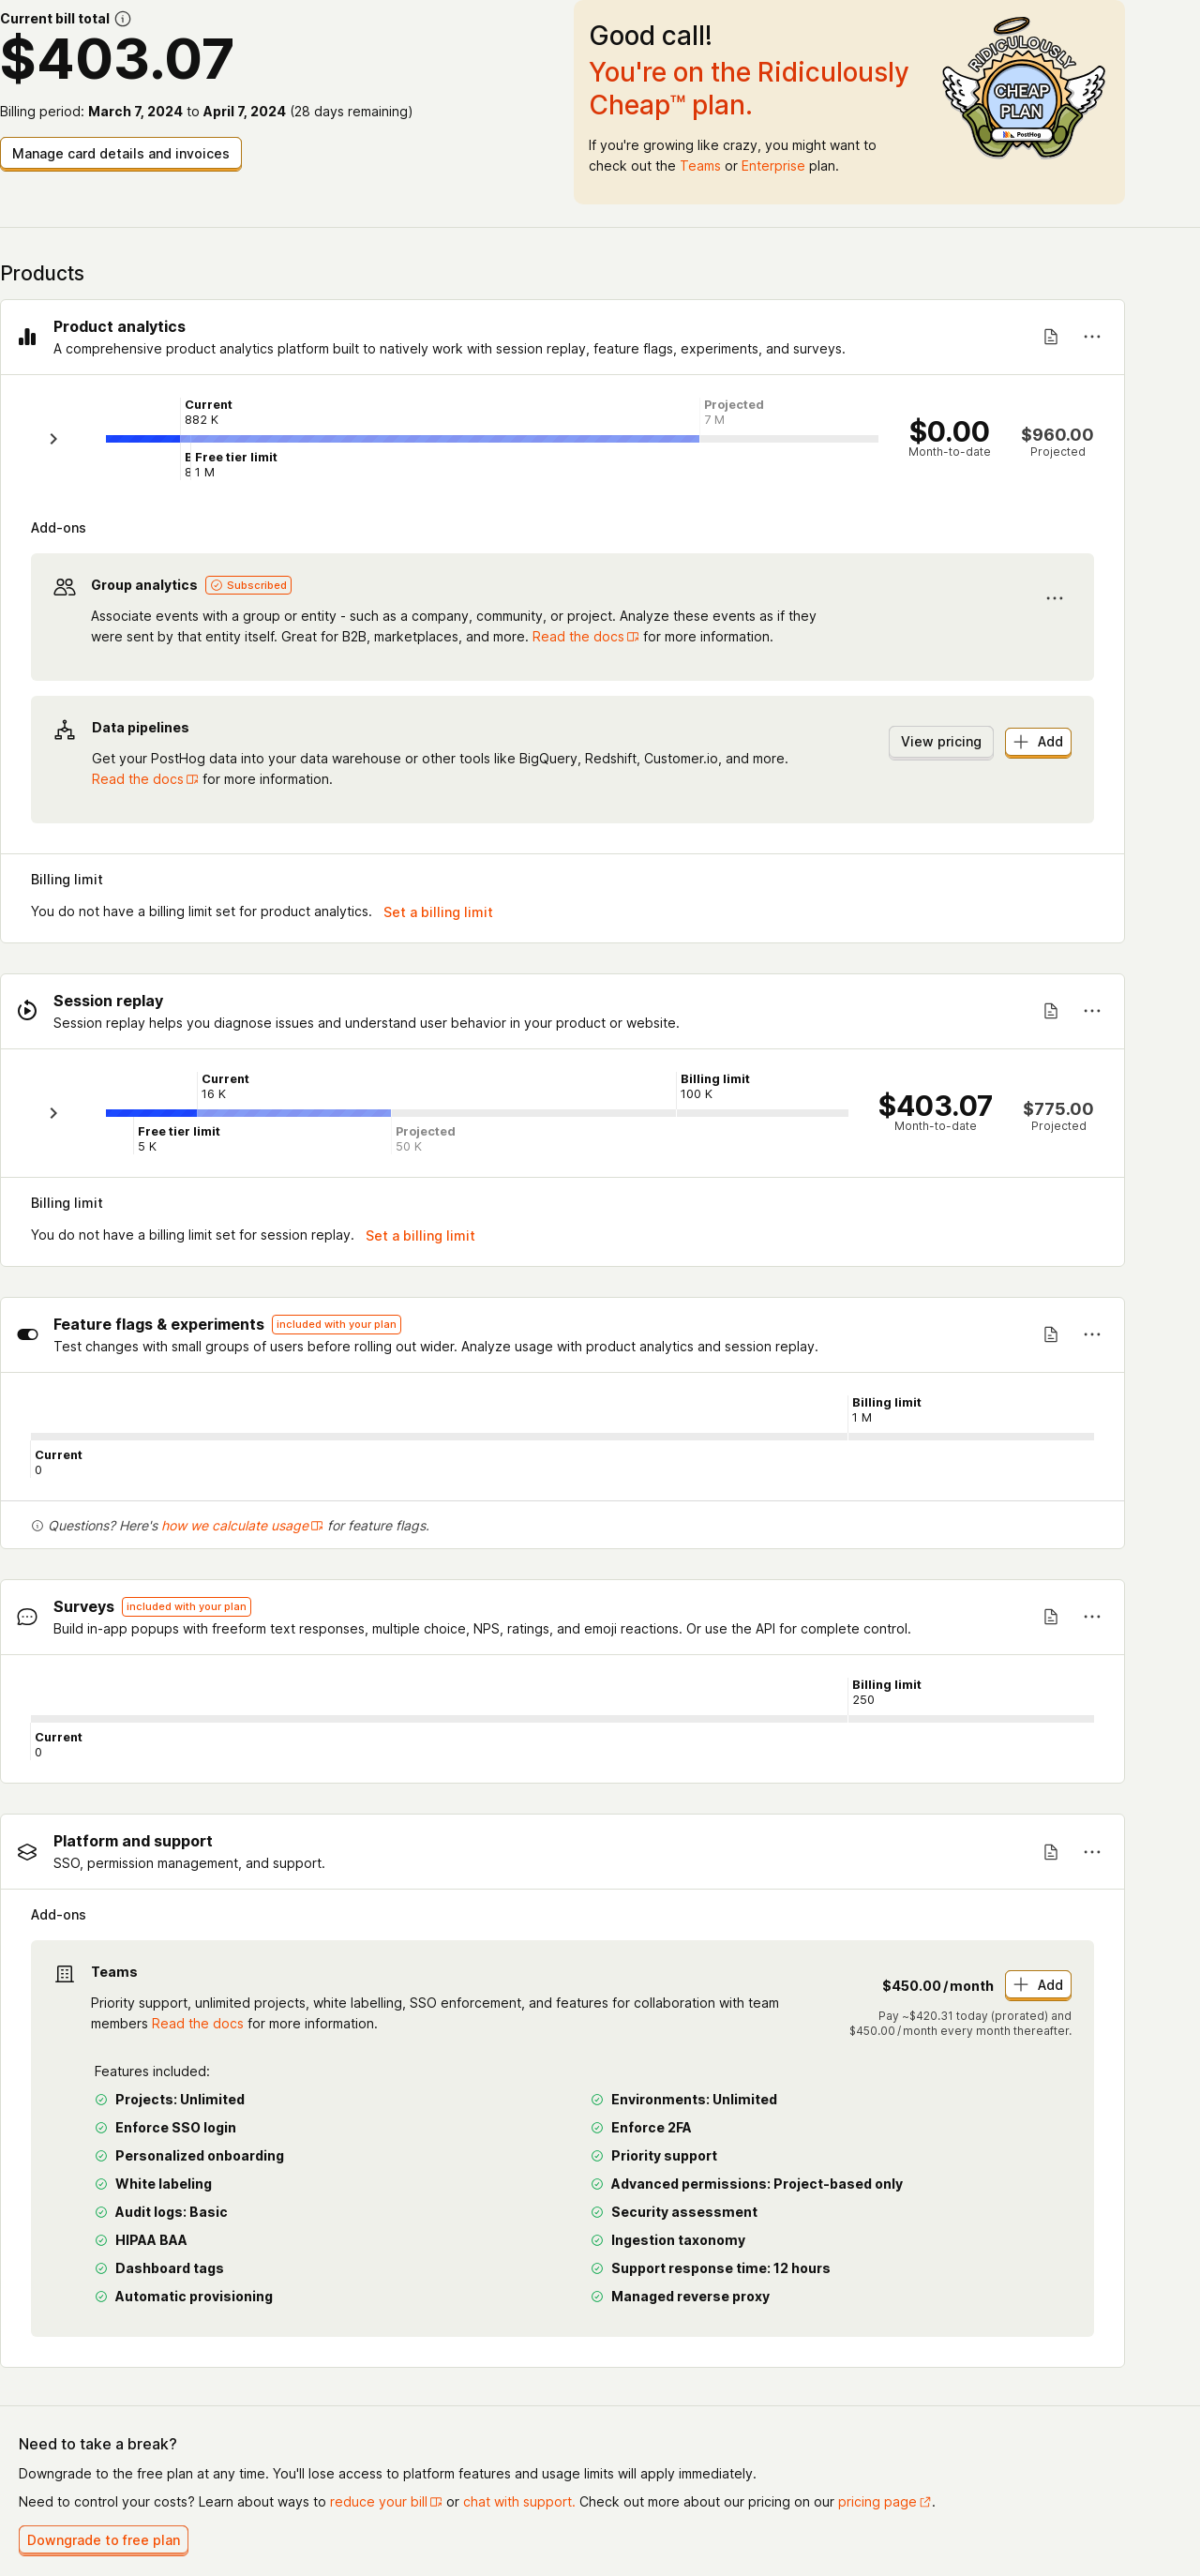 Current bill total
$403.07
Billing period: March 7, 2024 to April 7, 2024 (28 days remaining)
Manage card details and invoices
Good call!
You're on the Ridiculously
Cheap™ plan.
If you're growing like crazy, you might want to
check out the Teams or Enterprise plan.
RIDICULOUSLY
CHEAP
PLAN
PostHog
Products
Product analytics
A comprehensive product analytics platform built to natively work with session replay, feature flags, experiments, and surveys.
Current
882 K
Projected
7 M
Free tier limit
1 M
$0.00
Month-to-date
$960.00
Projected
Add-ons
Group analytics Subscribed
Associate events with a group or entity - such as a company, community, or project. Analyze these events as if they
were sent by that entity itself. Great for B2B, marketplaces, and more. Read the docs for more information.
Data pipelines
Get your PostHog data into your data warehouse or other tools like BigQuery, Redshift, Customer.io, and more.
Read the docs for more information.
View pricing
Add
Billing limit
You do not have a billing limit set for product analytics. Set a billing limit
Session replay
Session replay helps you diagnose issues and understand user behavior in your product or website.
Current
16 K
Billing limit
100 K
Free tier limit
5 K
Projected
50 K
$403.07
Month-to-date
$775.00
Projected
Billing limit
You do not have a billing limit set for session replay. Set a billing limit
Feature flags & experiments included with your plan
Test changes with small groups of users before rolling out wider. Analyze usage with product analytics and session replay.
Billing limit
1 M
Current
0
Questions? Here's how we calculate usage for feature flags.
Surveys included with your plan
Build in-app popups with freeform text responses, multiple choice, NPS, ratings, and emoji reactions. Or use the API for complete control.
Billing limit
250
Current
0
Platform and support
SSO, permission management, and support.
Add-ons
Teams
Priority support, unlimited projects, white labelling, SSO enforcement, and features for collaboration with team
members Read the docs for more information.
$450.00/month
Add
Pay ~$420.31 today (prorated) and
$450.00/month every month thereafter.
Features included:
Projects: Unlimited
Environments: Unlimited
Enforce SSO login
Enforce 2FA
Personalized onboarding
Priority support
White labeling
Advanced permissions: Project-based only
Audit logs: Basic
Security assessment
HIPAA BAA
Ingestion taxonomy
Dashboard tags
Support response time: 12 hours
Automatic provisioning
Managed reverse proxy
Need to take a break?
Downgrade to the free plan at any time. You'll lose access to platform features and usage limits will apply immediately.
Need to control your costs? Learn about ways to reduce your bill or chat with support. Check out more about our pricing on our pricing page.
Downgrade to free plan